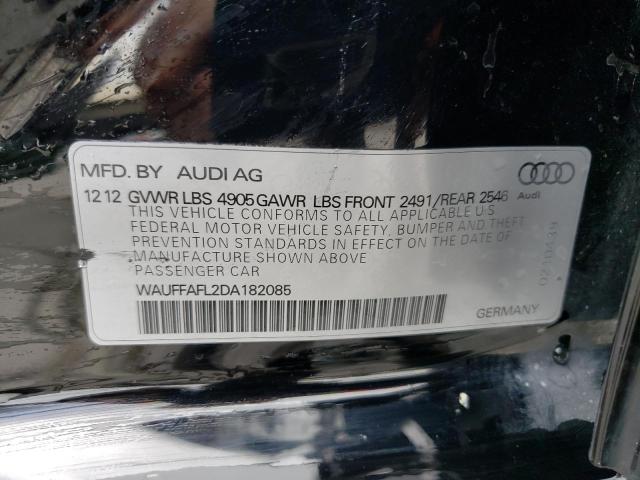 MFD. BY AUDI AG
12 12 GVWR LBS 4905 GAWR LBS FRONT 2491/REAR 2546
Audi
THIS VEHICLE CONFORMS TO ALL APPLICABLE U S
FEDERAL MOTOR VEHICLE SAFETY, BUMPER AND THEFT
PREVENTION STANDARDS IN EFFECT ON THE DATE OF
MANUFACTURE SHOWN ABOVE
PASSENGER CAR
WAUFFAFL2DA182085
GERMANY